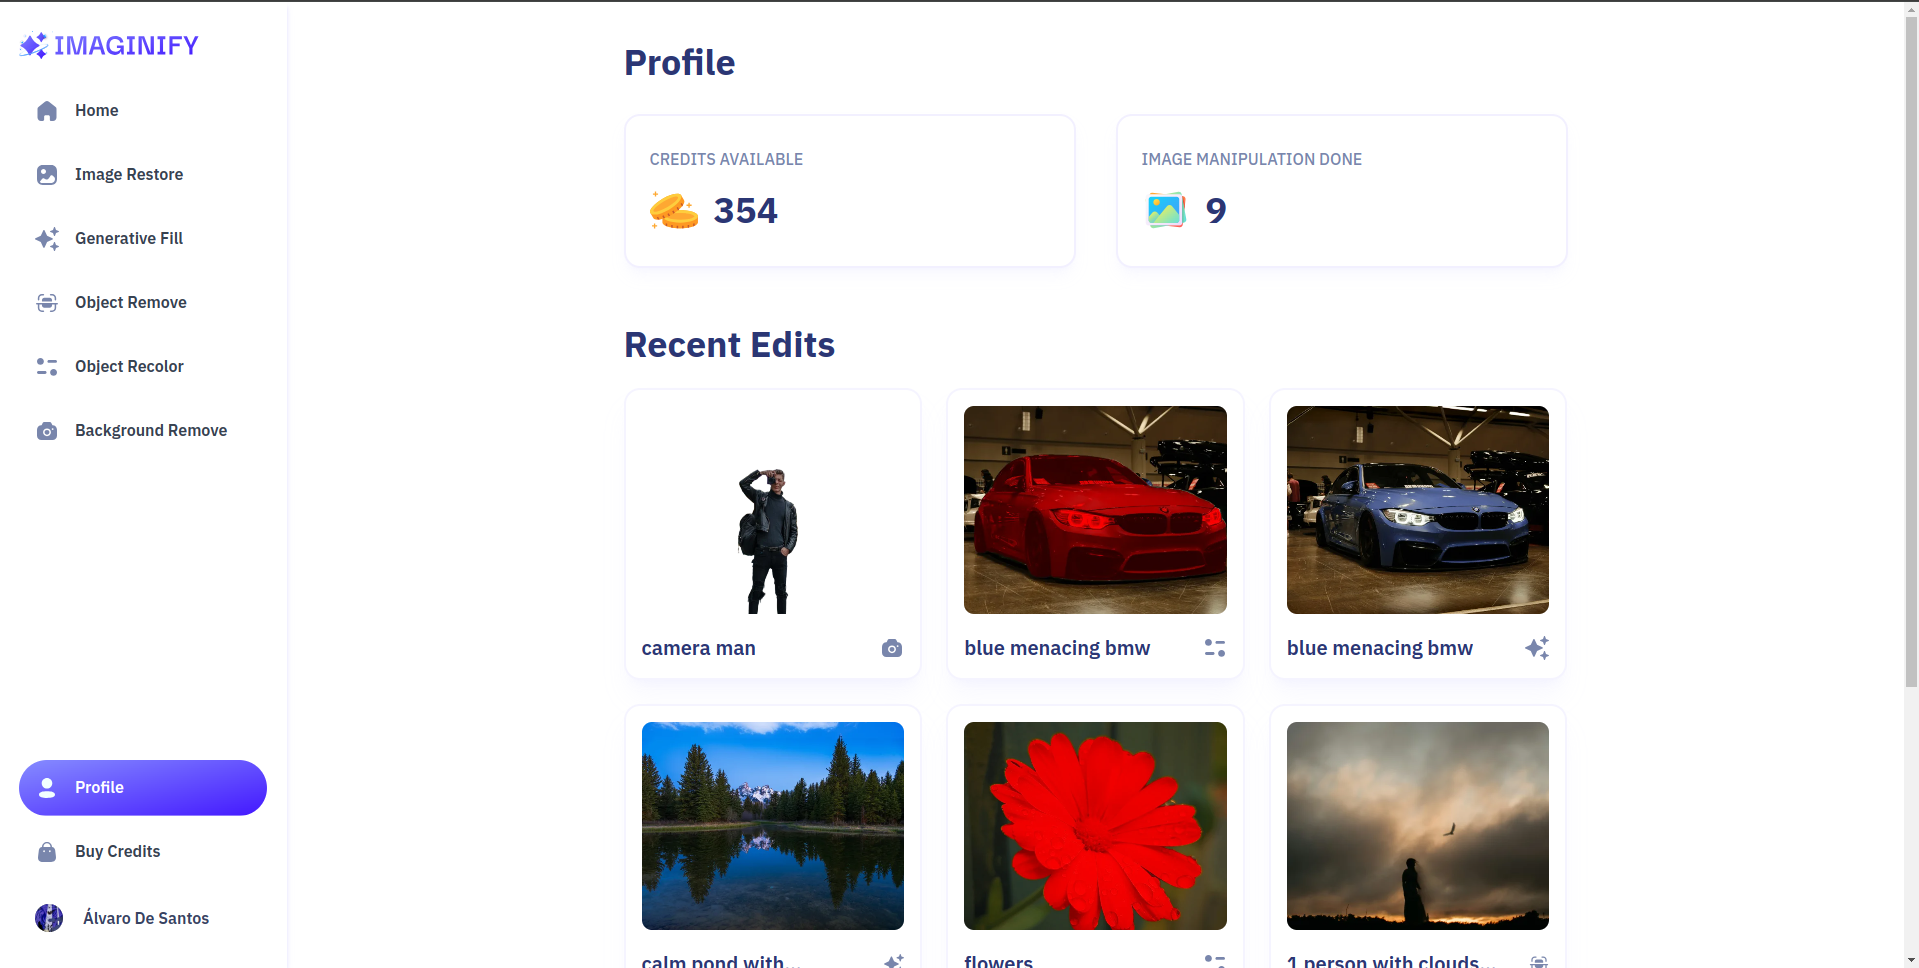 IMAGINIFY
Home
Image Restore
Generative Fill
Object Remove
Object Recolor
Background Remove
Profile
Buy Credits
Álvaro De Santos
Profile
CREDITS AVAILABLE
354
IMAGE MANIPULATION DONE
9
Recent Edits
camera man
blue menacing bmw
blue menacing bmw
calm pond with...
flowers
1 person with clouds...